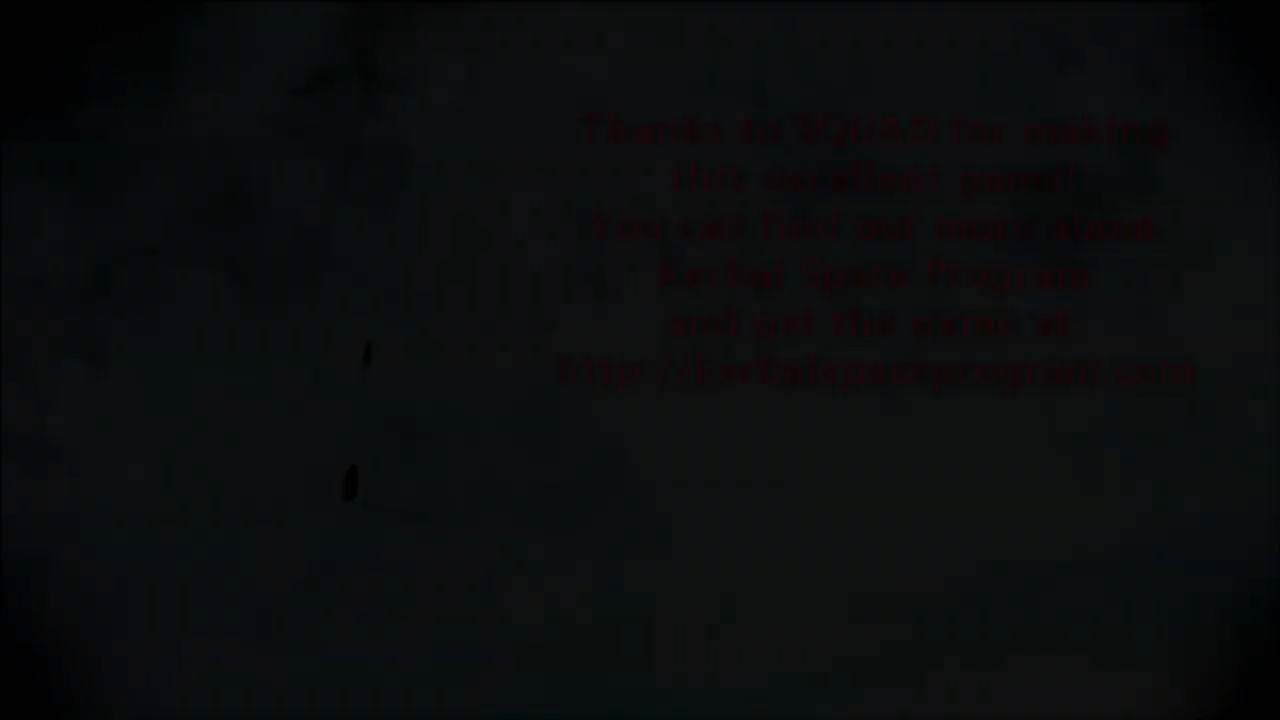 Thanks to SQUAD for making
this excellent game!
You can find out more about
Kerbal Space Program
and get the game at
http://kerbalspaceprogram.com